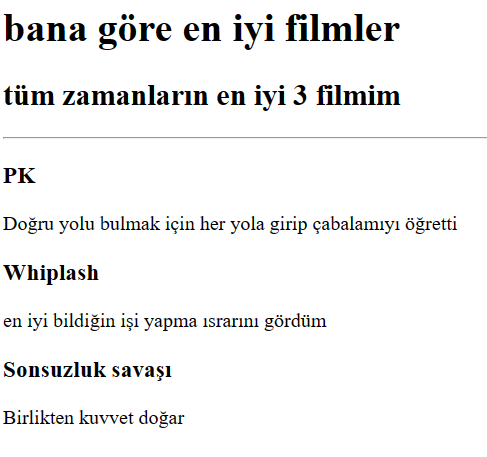 bana göre en iyi filmler
tüm zamanların en iyi 3 filmim
PK
Doğru yolu bulmak için her yola girip çabalamıyı öğretti
Whiplash
en iyi bildiğin işi yapma ısrarını gördüm
Sonsuzluk savaşı
Birlikten kuvvet doğar